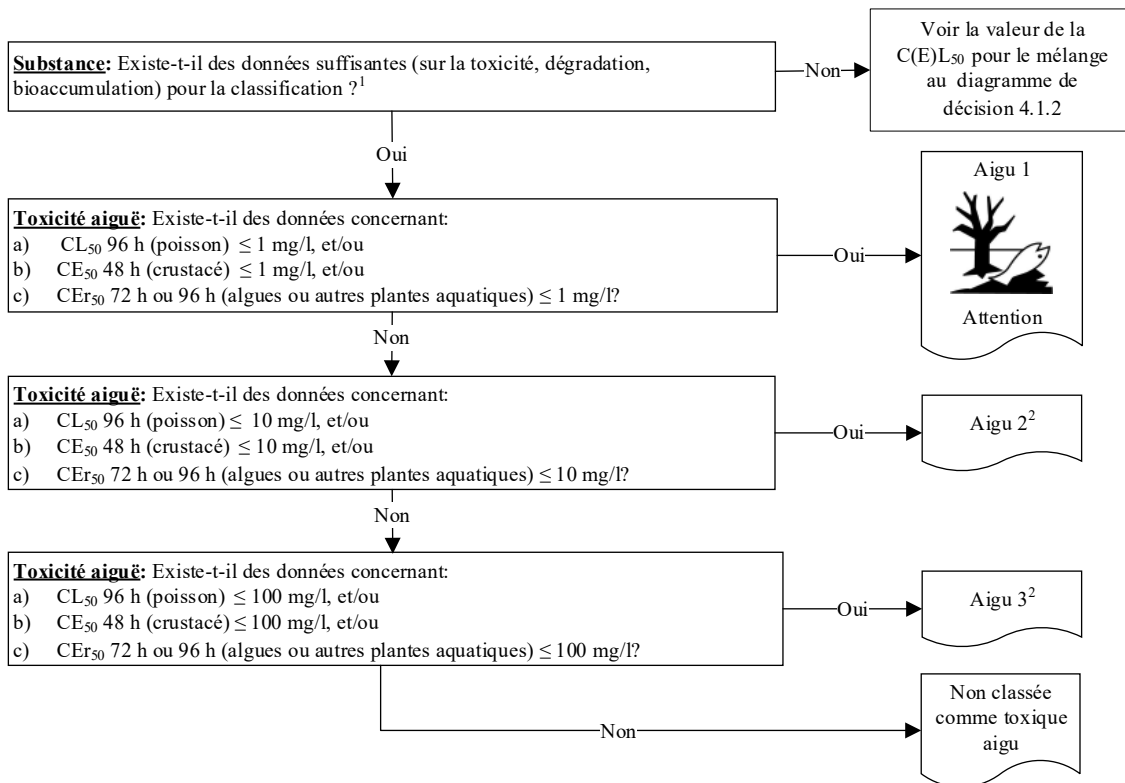 Substance: Existe-t-il des données suffisantes (sur la toxicité, dégradation,
bioaccumulation) pour la classification ?¹
Non
Voir la valeur de la
C(E)L₅₀ pour le mélange
au diagramme de
décision 4.1.2
Oui
Toxicité aiguë: Existe-t-il des données concernant:
a) CL₅₀ 96 h (poisson) ≤ 1 mg/l, et/ou
b) CE₅₀ 48 h (crustacé) ≤ 1 mg/l, et/ou
c) CEr₅₀ 72 h ou 96 h (algues ou autres plantes aquatiques) ≤ 1 mg/l?
Oui
Aigu 1
Attention
Non
Toxicité aiguë: Existe-t-il des données concernant:
a) CL₅₀ 96 h (poisson) ≤ 10 mg/l, et/ou
b) CE₅₀ 48 h (crustacé) ≤ 10 mg/l, et/ou
c) CEr₅₀ 72 h ou 96 h (algues ou autres plantes aquatiques) ≤ 10 mg/l?
Oui
Aigu 2²
Non
Toxicité aiguë: Existe-t-il des données concernant:
a) CL₅₀ 96 h (poisson) ≤ 100 mg/l, et/ou
b) CE₅₀ 48 h (crustacé) ≤ 100 mg/l, et/ou
c) CEr₅₀ 72 h ou 96 h (algues ou autres plantes aquatiques) ≤ 100 mg/l?
Oui
Aigu 3²
Non
Non classée
comme toxique
aigu